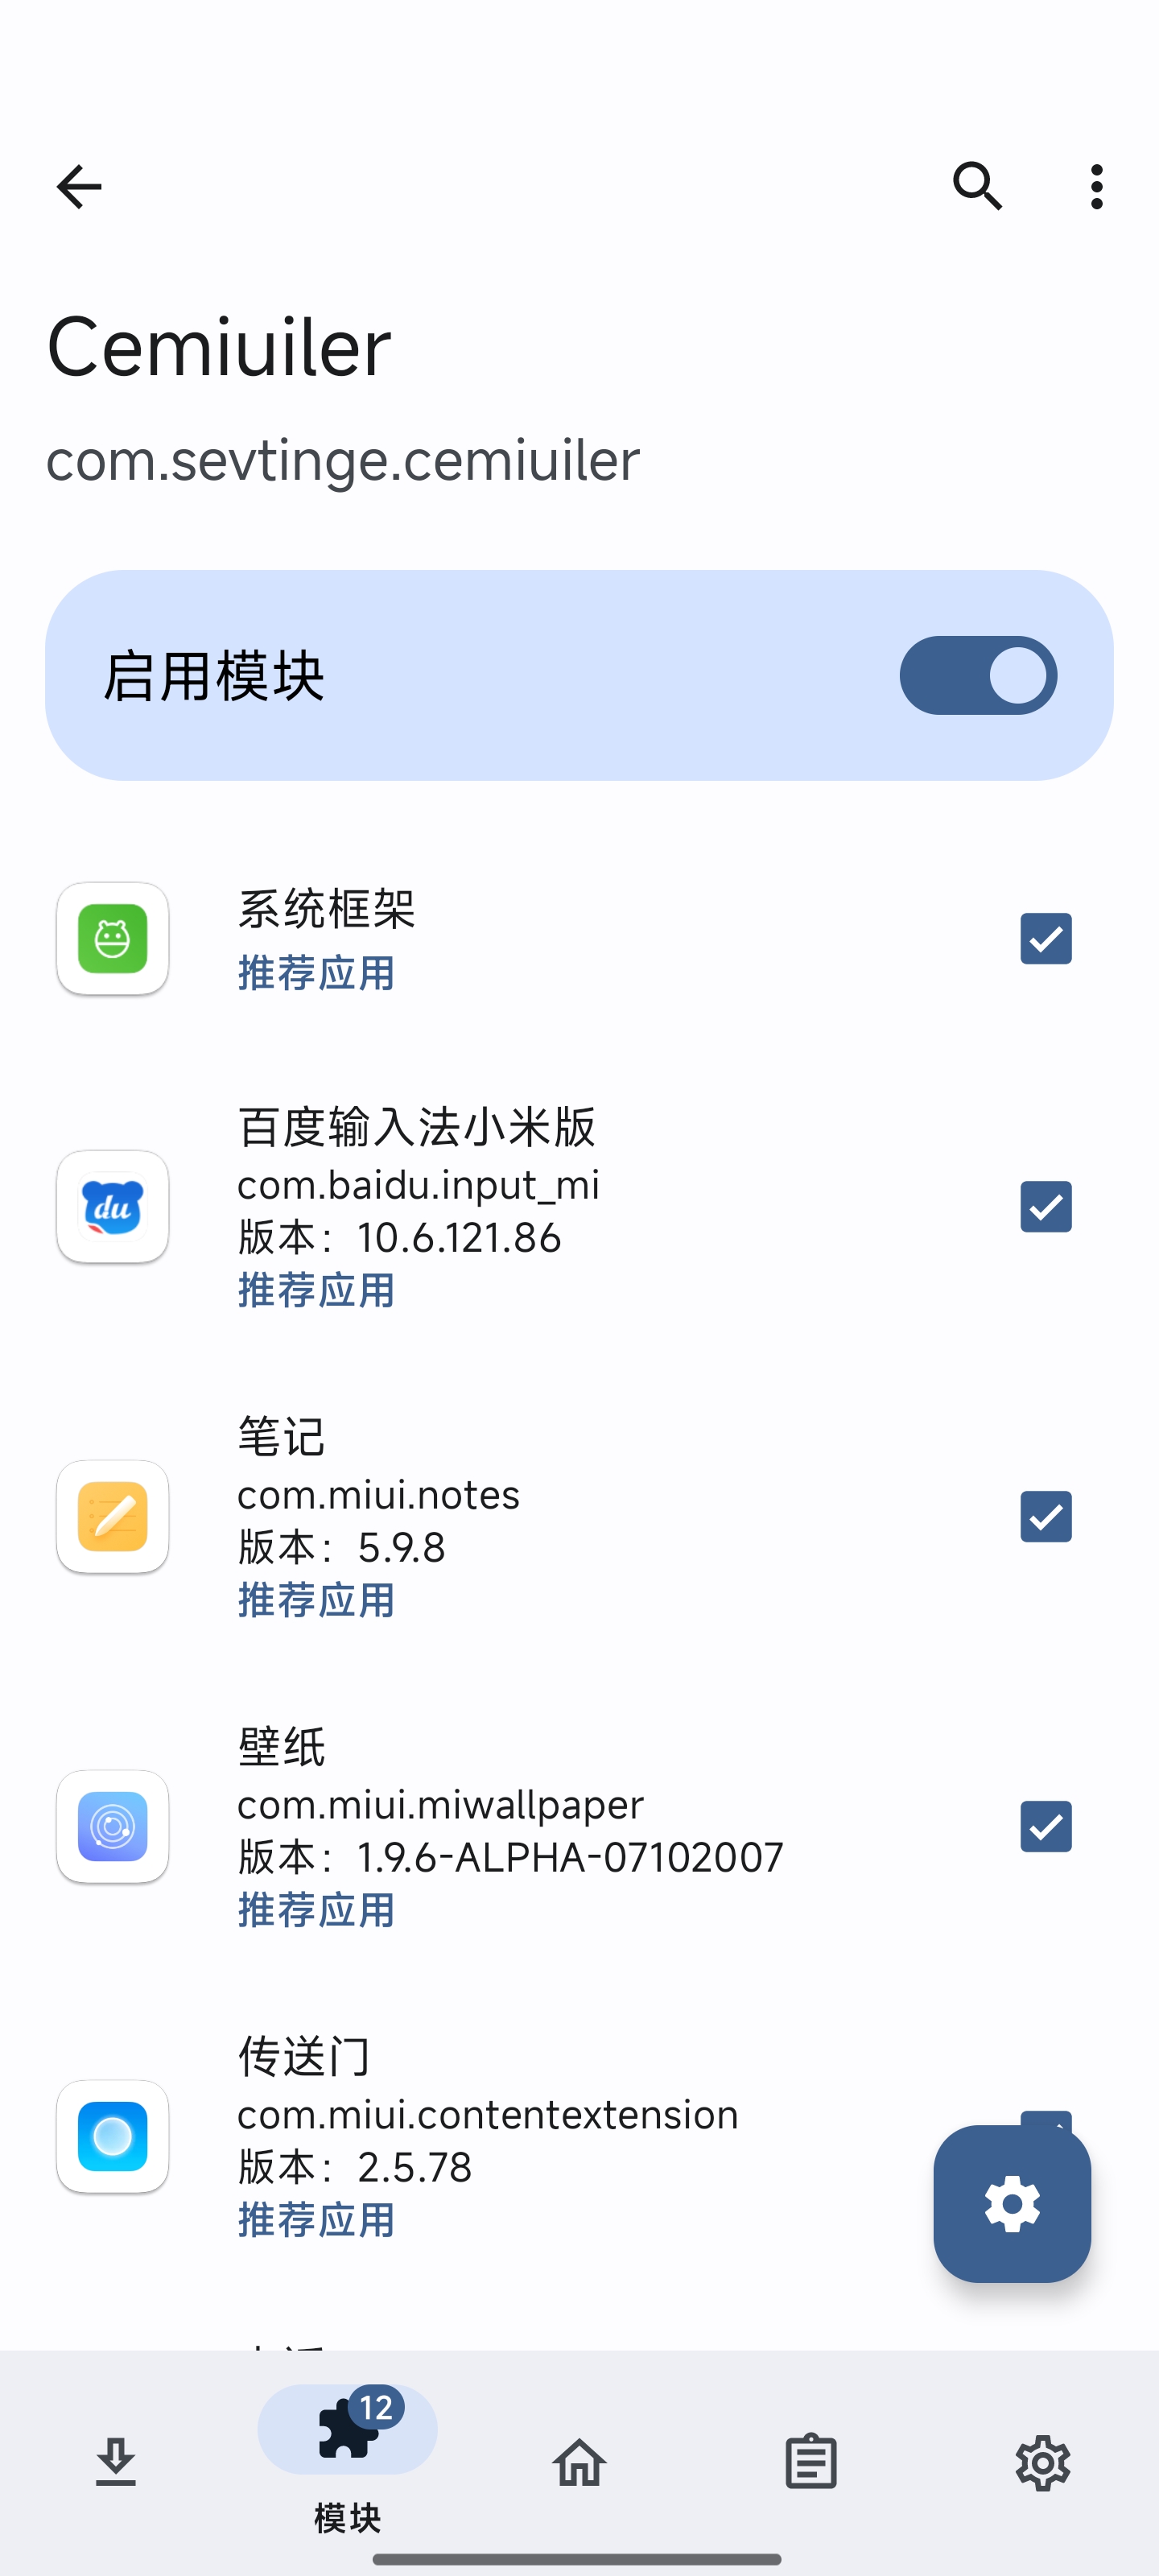 Cemiuiler
com.sevtinge.cemiuiler
启用模块
系统框架
推荐应用
百度输入法小米版
com.baidu.input_mi
版本：10.6.121.86
推荐应用
笔记
com.miui.notes
版本：5.9.8
推荐应用
壁纸
com.miui.miwallpaper
版本：1.9.6-ALPHA-07102007
推荐应用
传送门
com.miui.contentextension
版本：2.5.78
推荐应用
12
模块